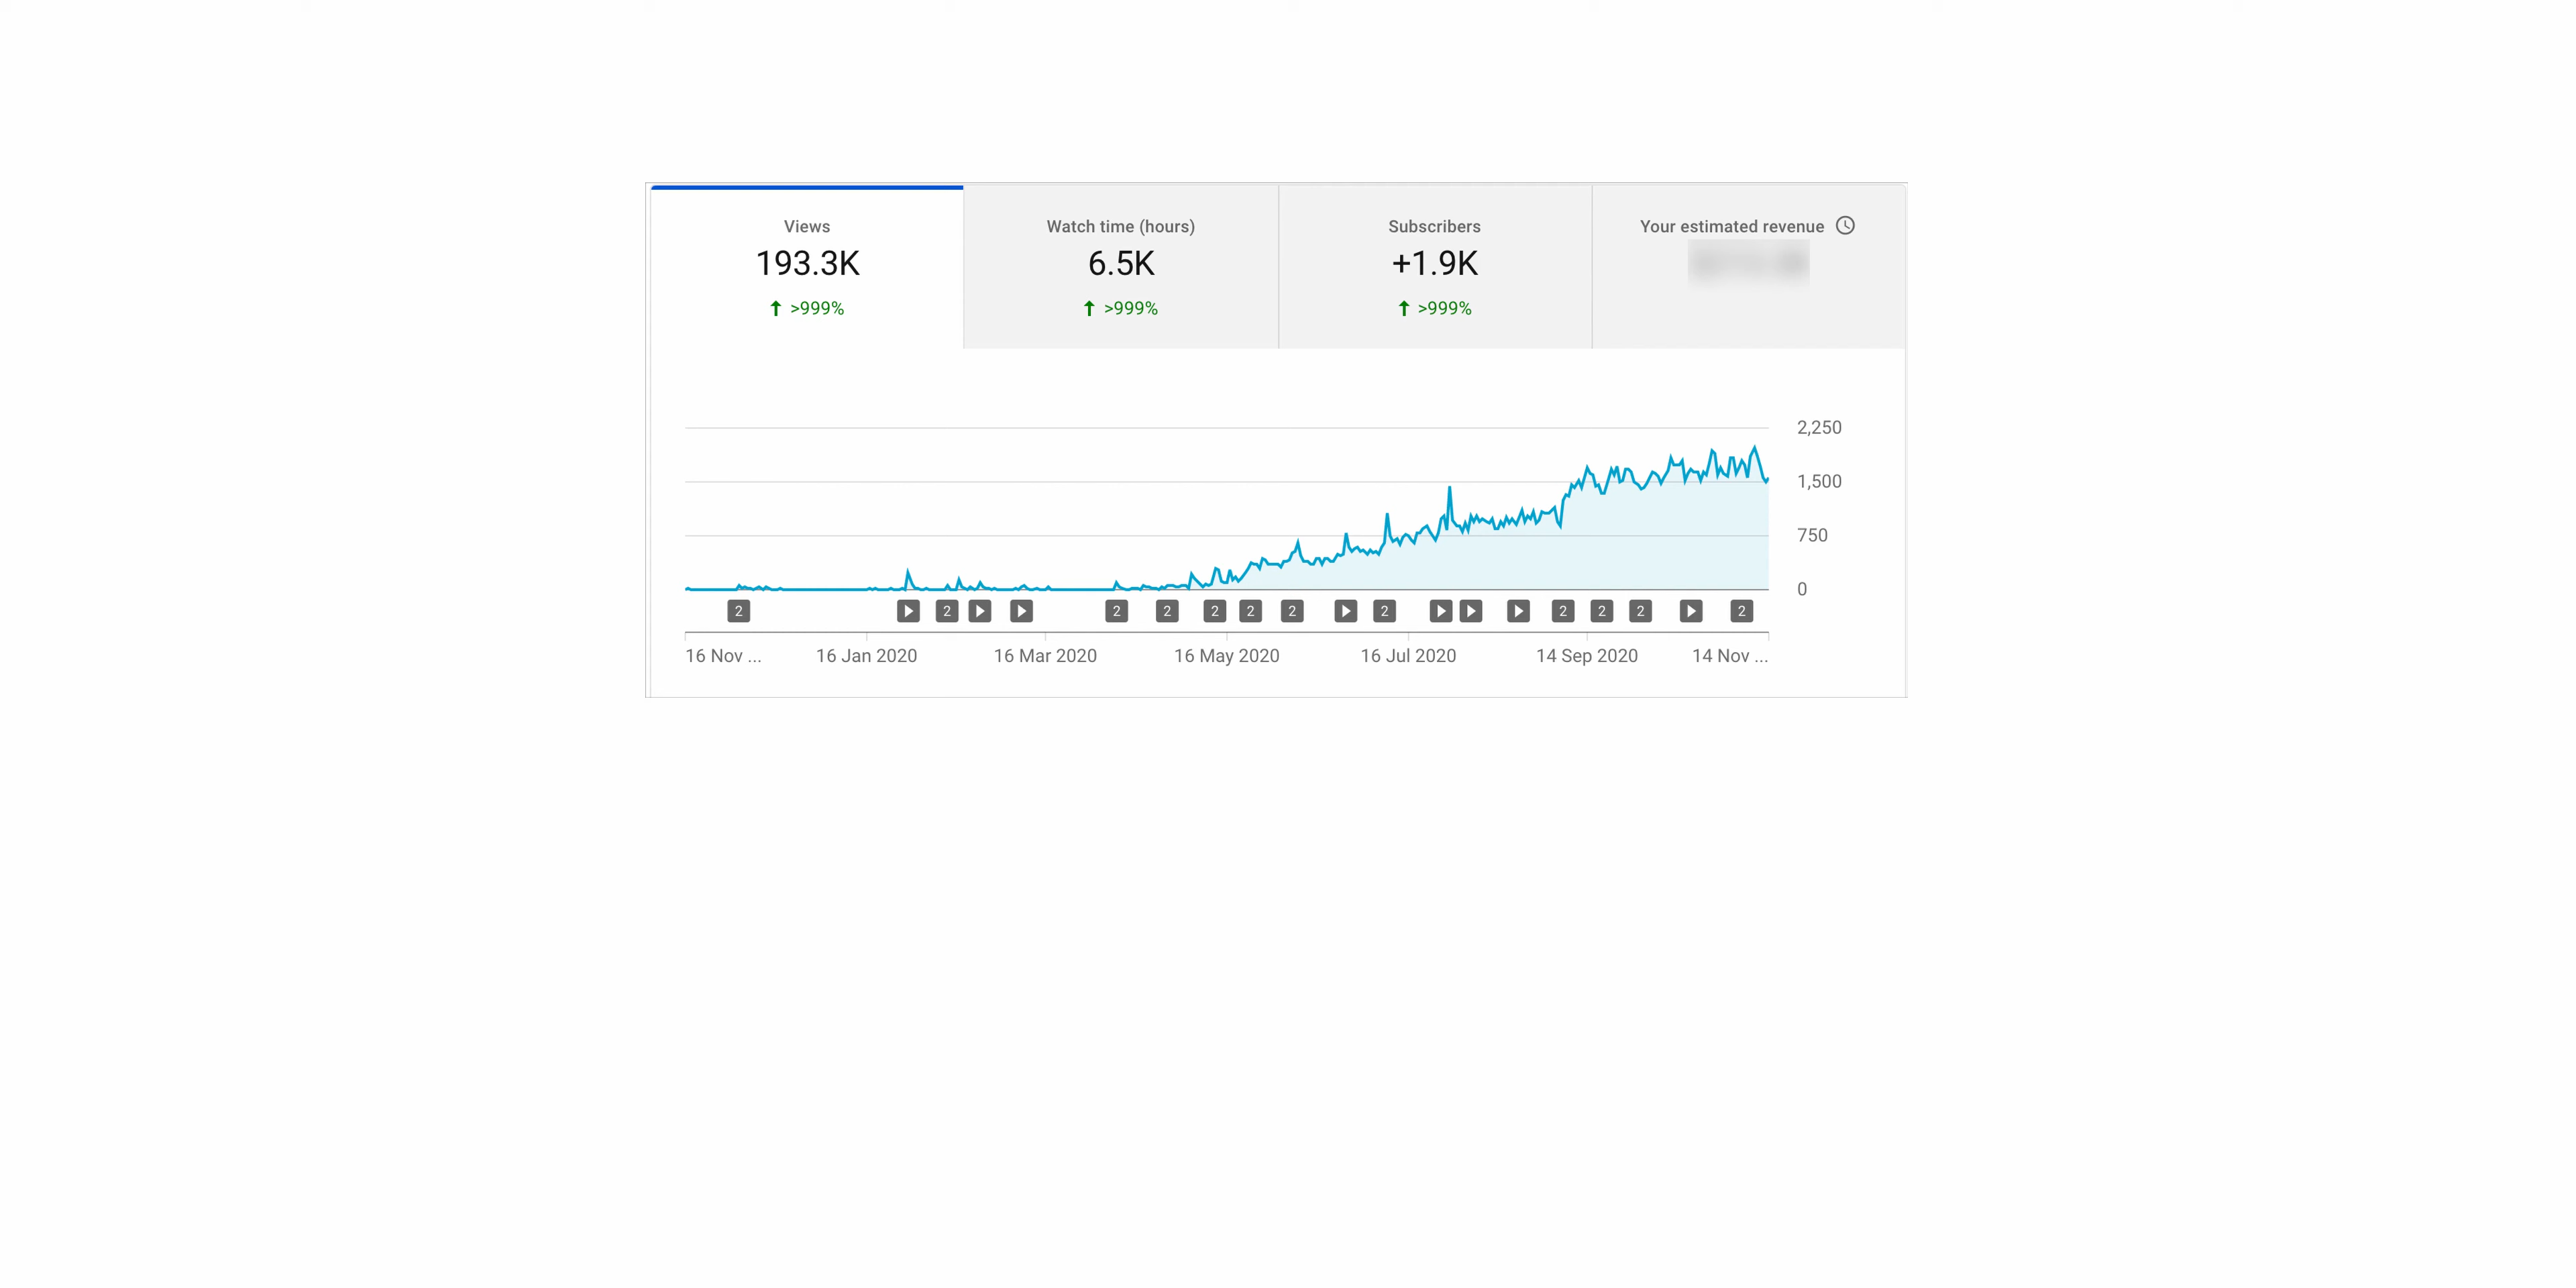 Views
193.3K
>999%
Watch time (hours)
6.5K
>999%
Subscribers
+1.9K
>999%
Your estimated revenue
2,250
1,500
750
0
2 2 2 2 2 2 2 2 2 2 2 2
16 Nov ... 16 Jan 2020 16 Mar 2020 16 May 2020 16 Jul 2020 14 Sep 2020 14 Nov ...